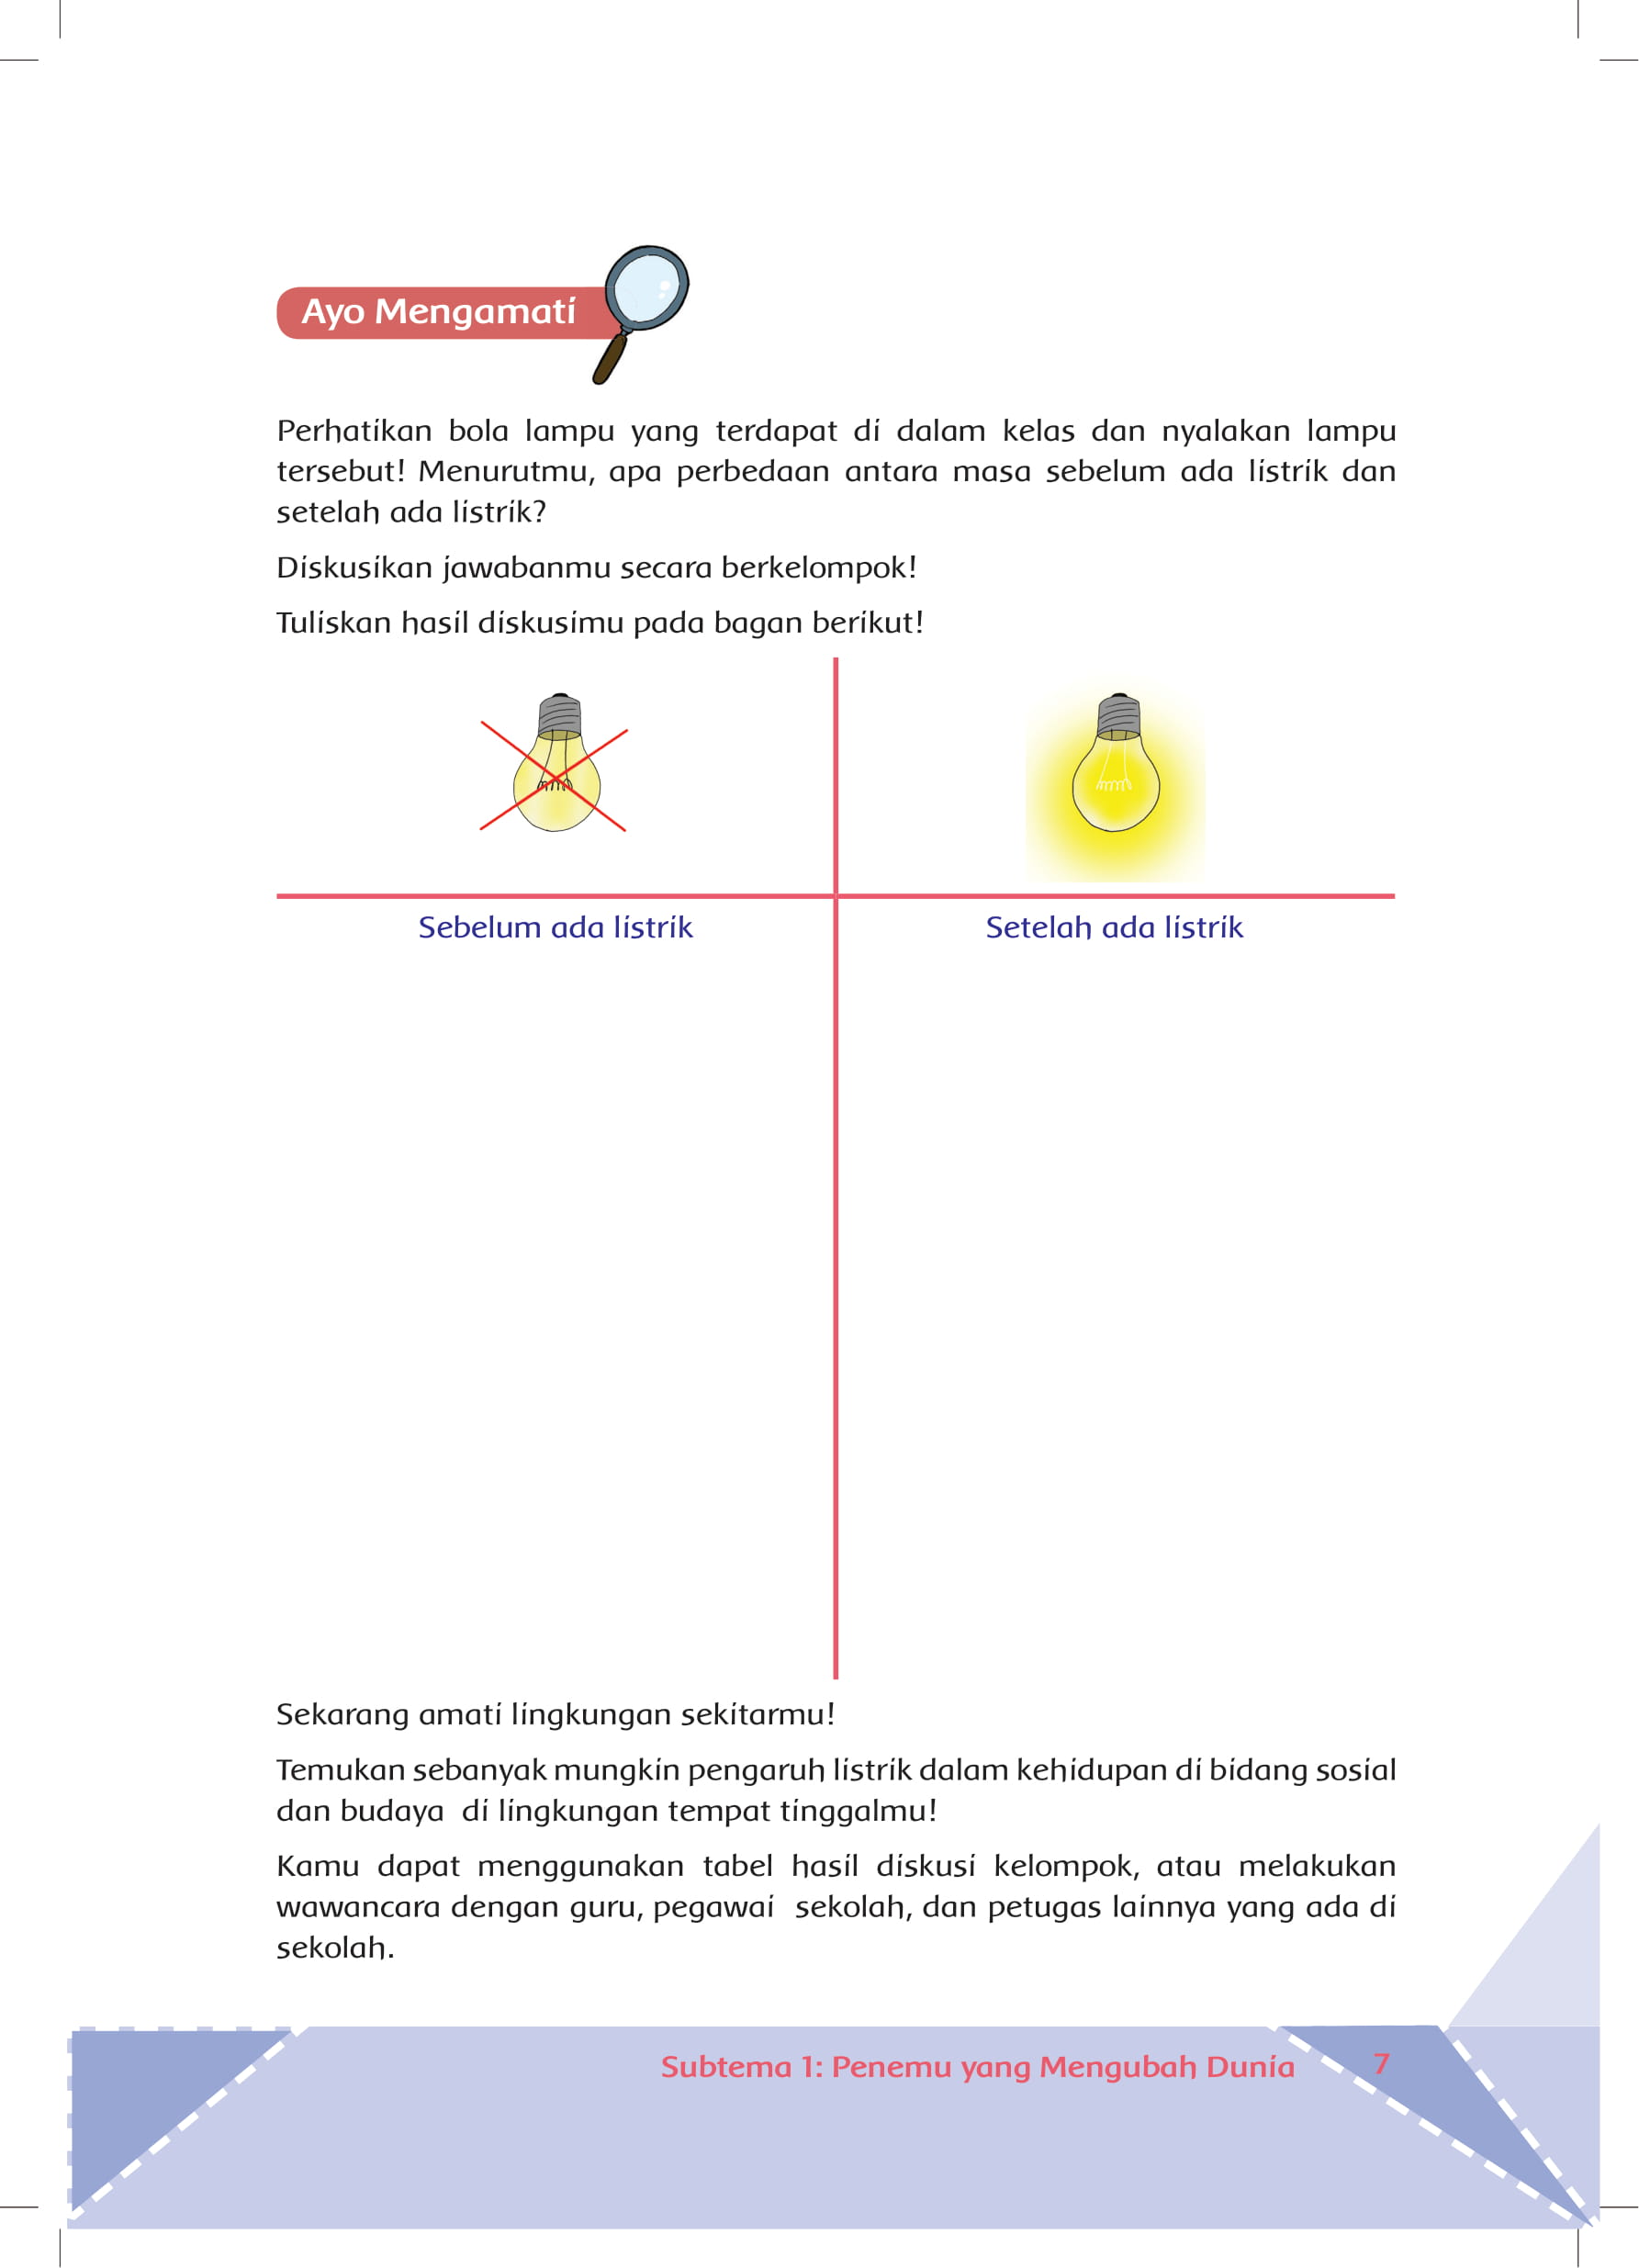 Ayo Mengamati
Perhatikan bola lampu yang terdapat di dalam kelas dan nyalakan lampu
tersebut! Menurutmu, apa perbedaan antara masa sebelum ada listrik dan
setelah ada listrik?
Diskusikan jawabanmu secara berkelompok!
Tuliskan hasil diskusimu pada bagan berikut!
Sebelum ada listrik
Setelah ada listrik
Sekarang amati lingkungan sekitarmu!
Temukan sebanyak mungkin pengaruh listrik dalam kehidupan di bidang sosial
dan budaya di lingkungan tempat tinggalmu!
Kamu dapat menggunakan tabel hasil diskusi kelompok, atau melakukan
wawancara dengan guru, pegawai sekolah, dan petugas lainnya yang ada di
sekolah.
Subtema 1: Penemu yang Mengubah Dunia 7